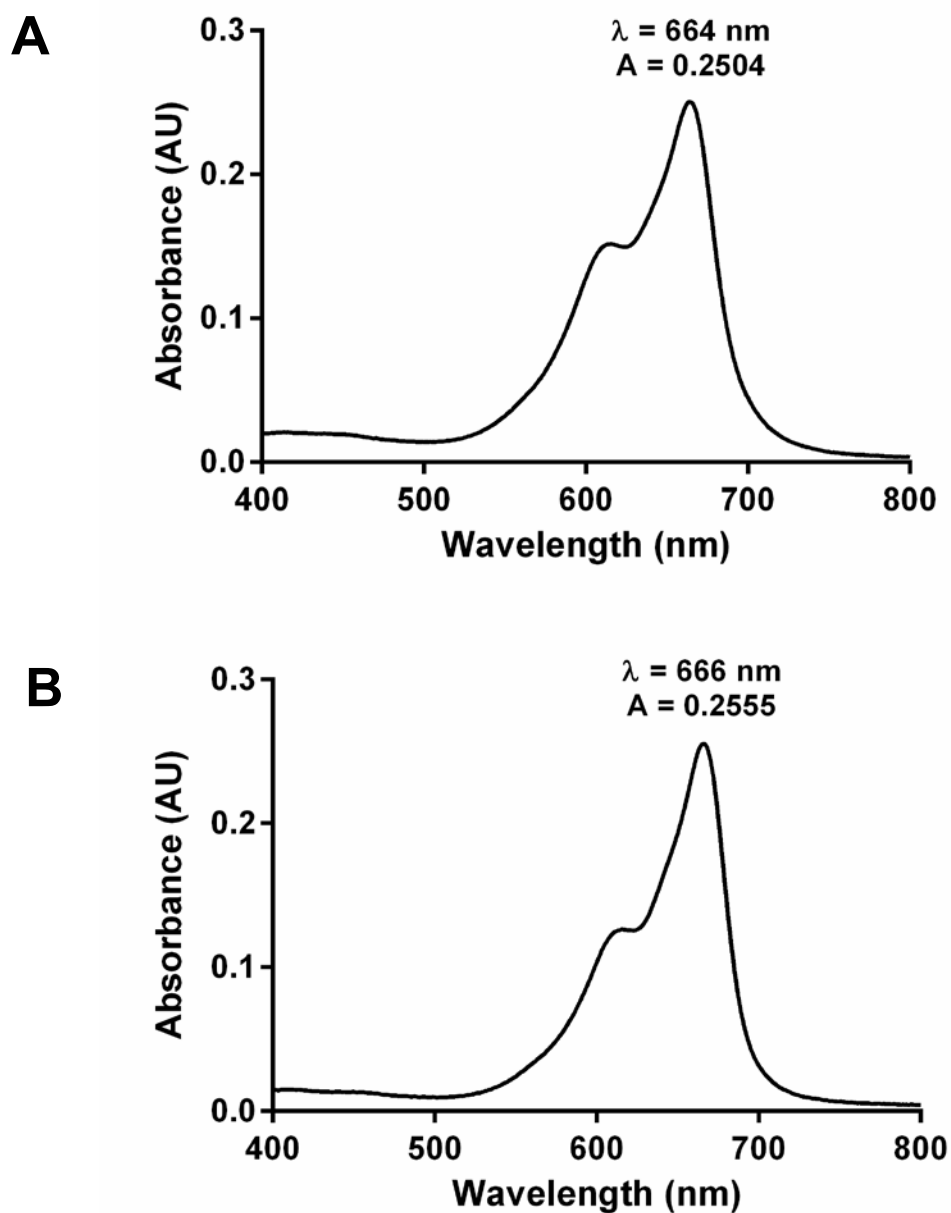 A
λ = 664 nm
A = 0.2504
0.3
0.2
0.1
0.0
Absorbance (AU)
400 500 600 700 800
Wavelength (nm)
B
λ = 666 nm
A = 0.2555
0.3
0.2
0.1
0.0
Absorbance (AU)
400 500 600 700 800
Wavelength (nm)